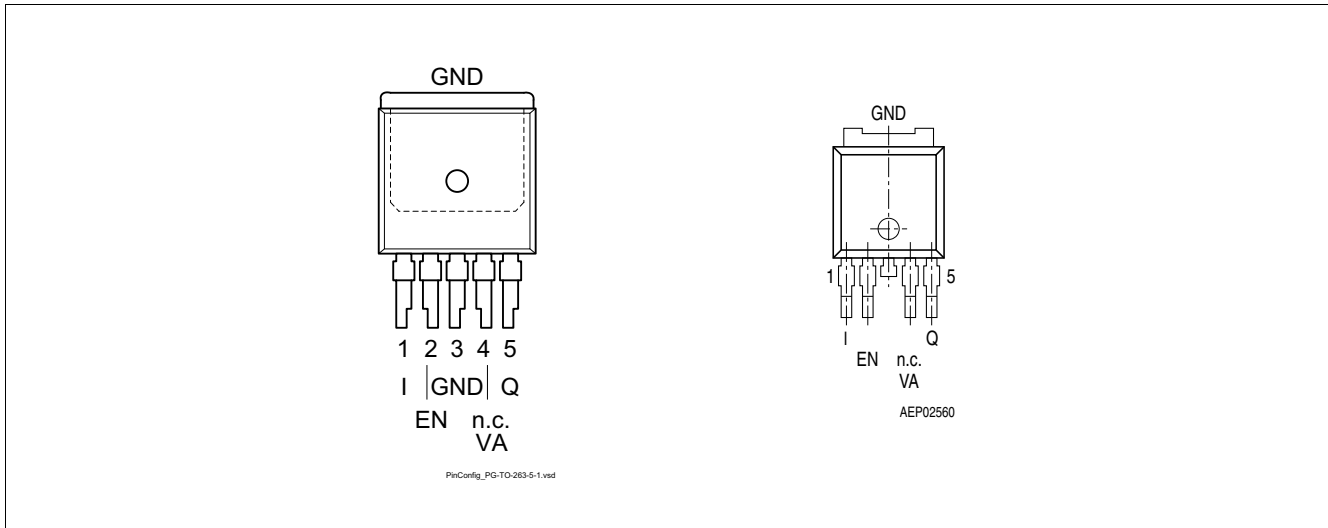 GND
1 2 3 4 5
I GND Q
EN n.c.
VA
PinConfig_PG-TO-263-5-1.vsd
GND
1 5
I Q
EN n.c.
VA
AEP02560